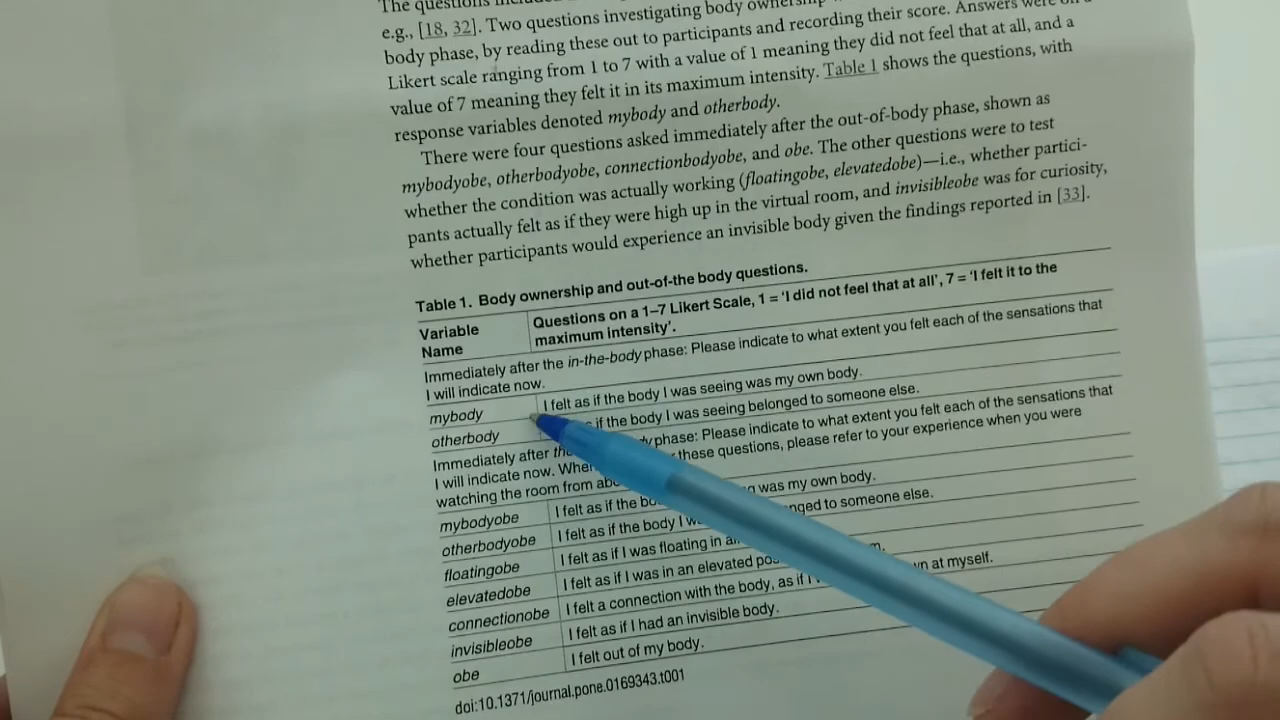 The questions
e.g., [18, 32]. Two questions investigating body ownership
body phase, by reading these out to participants and recording their score. Answers were on a
Likert scale ranging from 1 to 7 with a value of 1 meaning they did not feel that at all, and a
value of 7 meaning they felt it in its maximum intensity. Table 1 shows the questions, with
response variables denoted mybody and otherbody.
There were four questions asked immediately after the out-of-body phase, shown as
mybodyobe, otherbodyobe, connectionbodyobe, and obe. The other questions were to test
whether the condition was actually working (floatingobe, elevatedobe)—i.e., whether partici-
pants actually felt as if they were high up in the virtual room, and invisibleobe was for curiosity,
whether participants would experience an invisible body given the findings reported in [33].
Table 1. Body ownership and out-of-the body questions.
Variable Name
Questions on a 1–7 Likert Scale, 1 = ‘I did not feel that at all’, 7 = ‘I felt it to the
maximum intensity’.
Immediately after the in-the-body phase: Please indicate to what extent you felt each of the sensations that
I will indicate now.
mybody I felt as if the body I was seeing was my own body.
otherbody if the body I was seeing belonged to someone else.
Immediately after phase: Please indicate to what extent you felt each of the sensations that
I will indicate now. these questions, please refer to your experience when you were
watching the room from
mybodyobe I felt as if the was my own body.
otherbodyobe I felt as if the body I to someone else.
floatingobe I felt as if I was floating in
elevatedobe I felt as if I was in an elevated
connectionobe I felt a connection with the body, as if at myself.
invisibleobe I felt as if I had an invisible body.
obe I felt out of my body.
doi:10.1371/journal.pone.0169343.t001